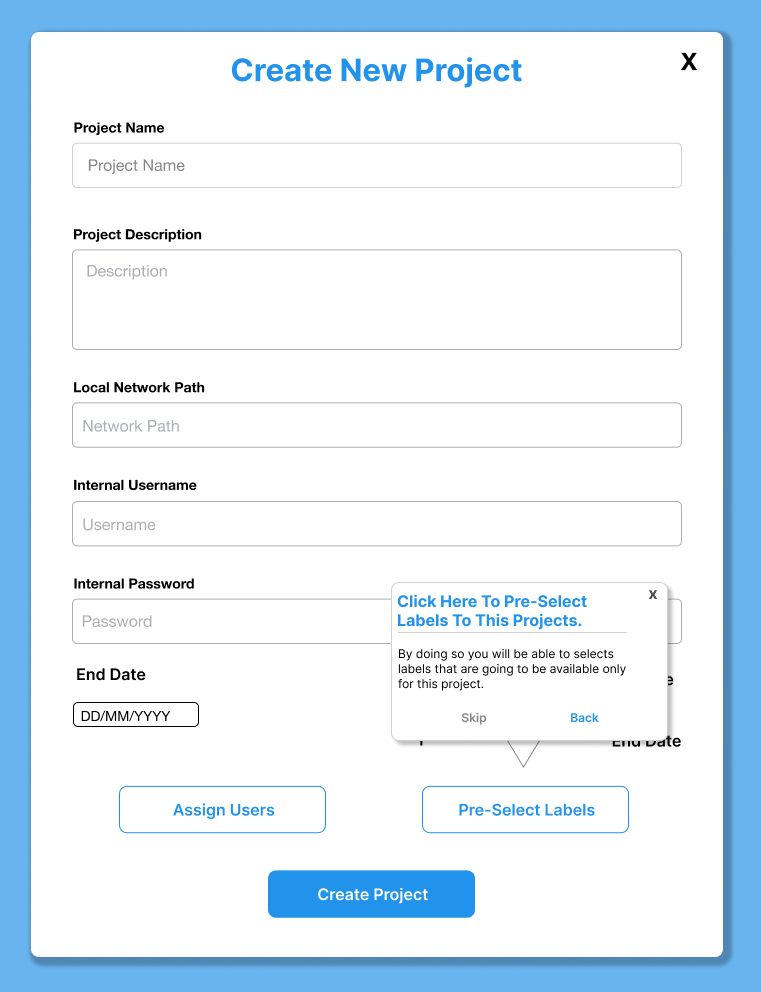 Create New Project
X
Project Name
Project Name
Project Description
Description
Local Network Path
Network Path
Internal Username
Username
Internal Password
Password
x
Click Here To Pre-Select
Labels To This Projects.
By doing so you will be able to selects
labels that are going to be available only
for this project.
Skip Back
End Date
DD/MM/YYYY
End Date
Assign Users
Pre-Select Labels
Create Project